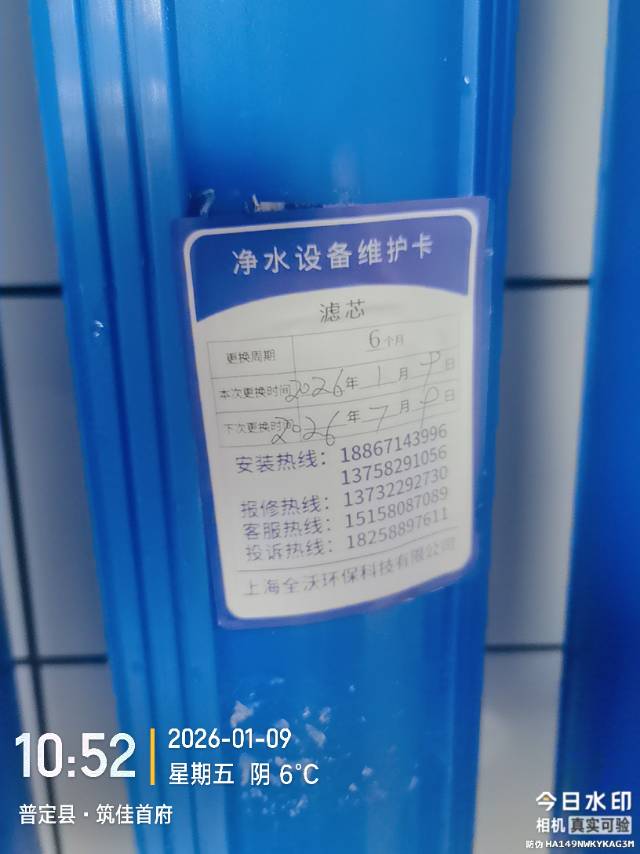 净水设备维护卡
滤芯
更换周期 6个月
本次更换时间 2026年1月9日
下次更换时间 2026年7月9日
安装热线：18867143996
13758291056
报修热线：13732292730
客服热线：15158087089
投诉热线：18258897611
上海全沃环保科技有限公司
10:52
2026-01-09
星期五 阴 6°C
普定县·筑佳首府
今日水印
相机 真实可验
防伪 HA149NWKYKAG3M